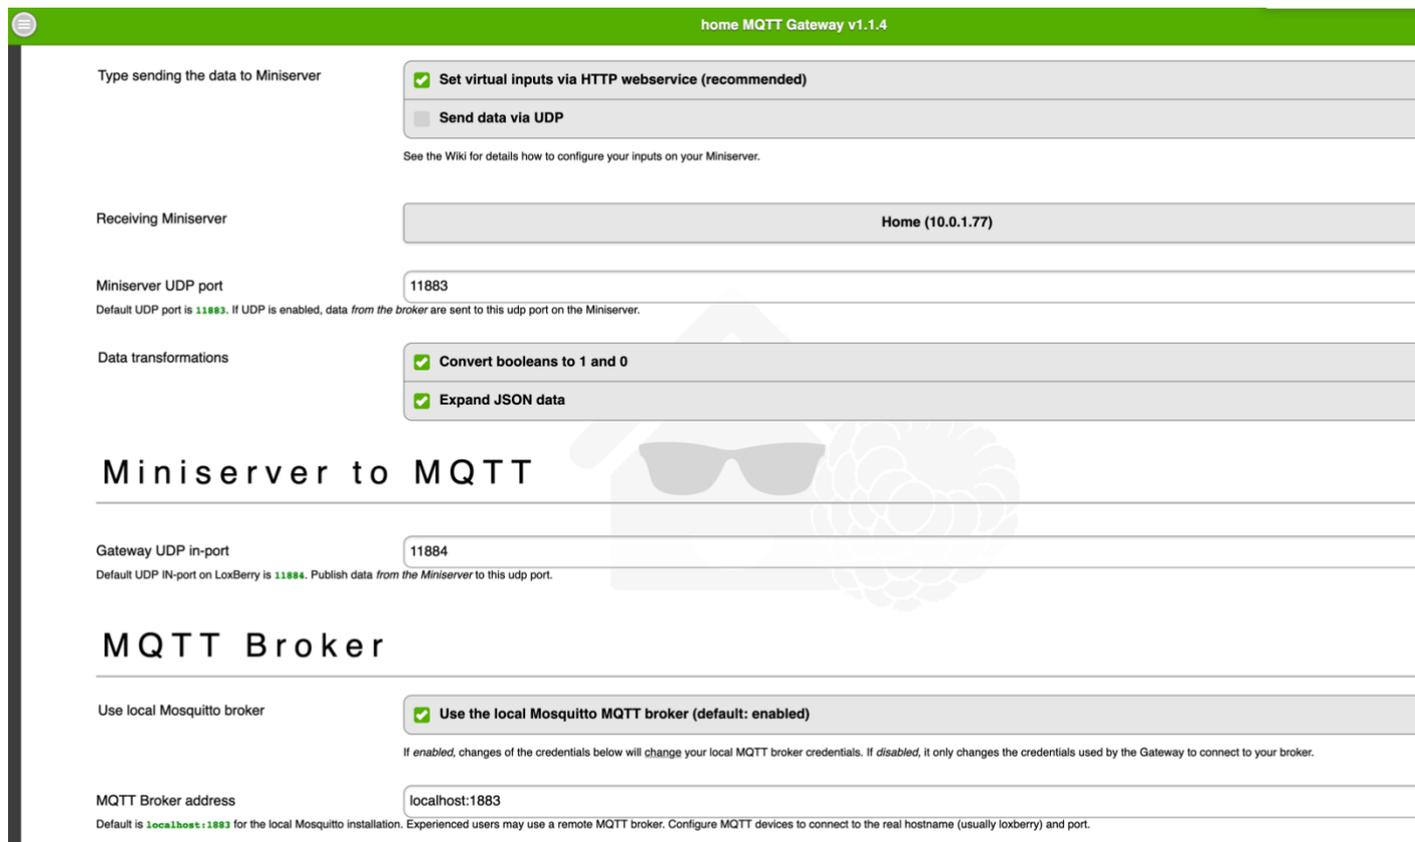 home MQTT Gateway v1.1.4
Type sending the data to Miniserver
Set virtual inputs via HTTP webservice (recommended)
Send data via UDP
See the Wiki for details how to configure your inputs on your Miniserver.
Receiving Miniserver
Home (10.0.1.77)
Miniserver UDP port
11883
Default UDP port is 11883. If UDP is enabled, data from the broker are sent to this udp port on the Miniserver.
Data transformations
Convert booleans to 1 and 0
Expand JSON data
Miniserver to MQTT
Gateway UDP in-port
11884
Default UDP IN-port on LoxBerry is 11884. Publish data from the Miniserver to this udp port.
MQTT Broker
Use local Mosquitto broker
Use the local Mosquitto MQTT broker (default: enabled)
If enabled, changes of the credentials below will change your local MQTT broker credentials. If disabled, it only changes the credentials used by the Gateway to connect to your broker.
MQTT Broker address
localhost:1883
Default is localhost:1883 for the local Mosquitto installation. Experienced users may use a remote MQTT broker. Configure MQTT devices to connect to the real hostname (usually loxberry) and port.